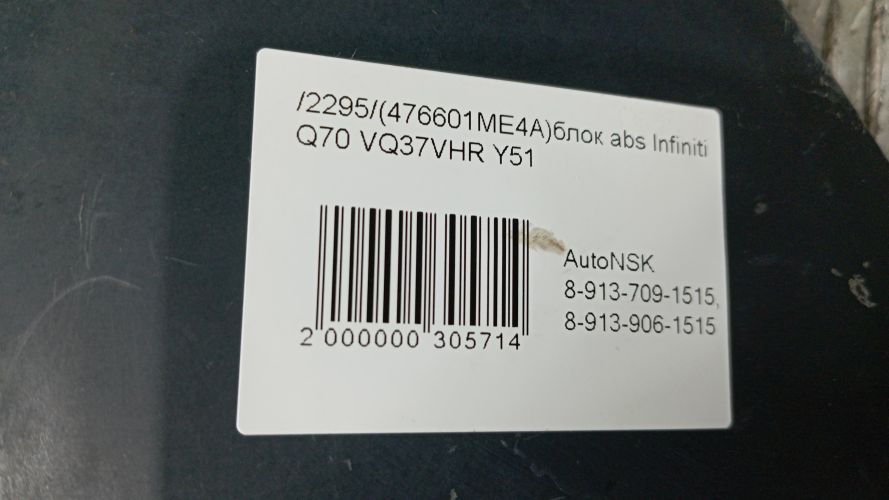 /2295/(476601ME4A)блок abs Infiniti
Q70 VQ37VHR Y51
AutoNSK
8-913-709-1515,
8-913-906-1515
2 000000 305714